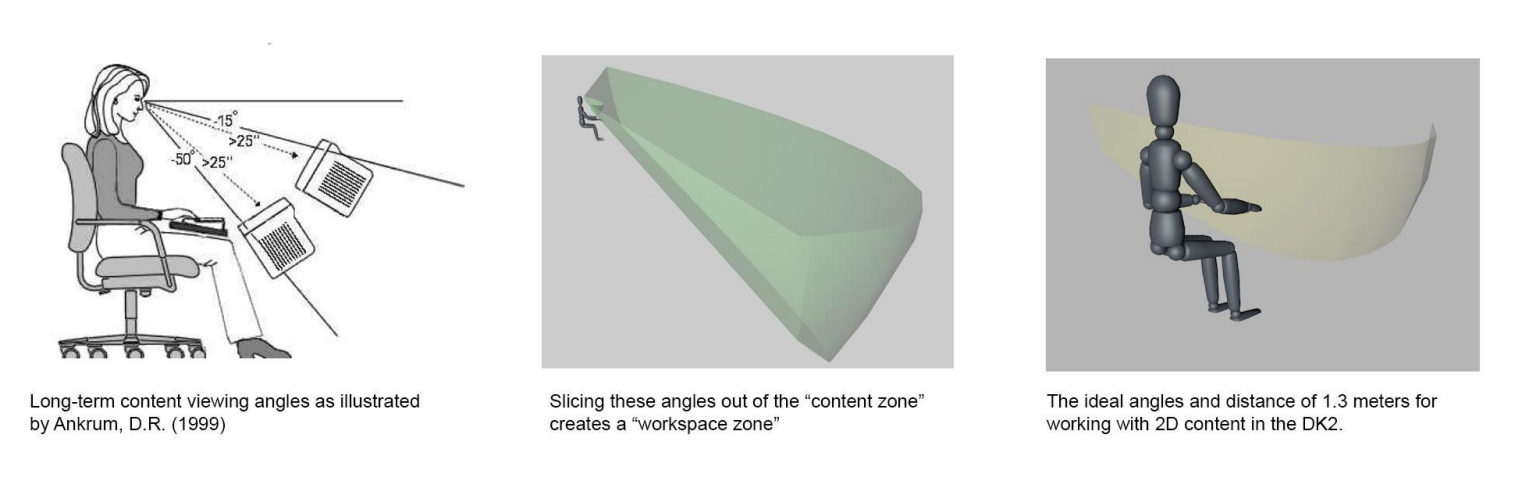 -15°
>25"
-50° >25"
Long-term content viewing angles as illustrated
by Ankrum, D.R. (1999)
Slicing these angles out of the “content zone”
creates a “workspace zone”
The ideal angles and distance of 1.3 meters for
working with 2D content in the DK2.